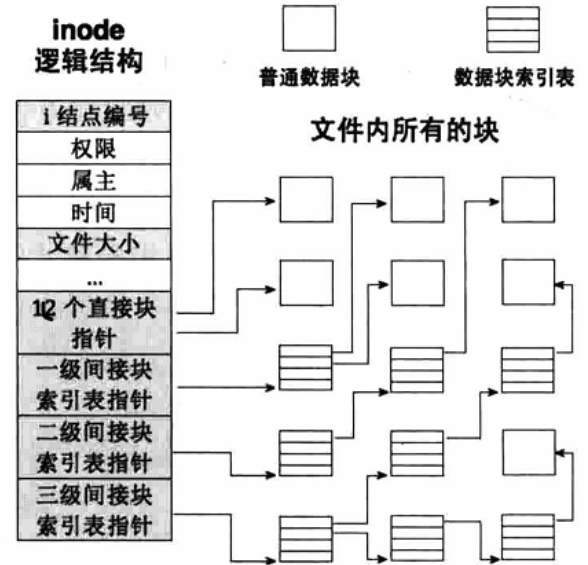 inode
逻辑结构
普通数据块
数据块索引表
文件内所有的块
i 结点编号
权限
属主
时间
文件大小
...
12 个直接块
指针
一级间接块
索引表指针
二级间接块
索引表指针
三级间接块
索引表指针